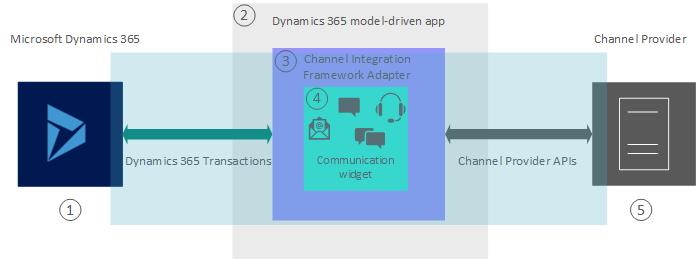 2
Dynamics 365 model-driven app
Microsoft Dynamics 365
Channel Provider
3
Channel Integration
Framework Adapter
4
@
Communication
widget
Dynamics 365 Transactions
Channel Provider APIs
1
5